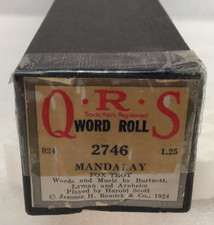 Q·R·S
Trade Mark Registered
WORD ROLL
824 2746 1.25
MANDALAY
FOX TROT
Words and Music by Burtnett,
Lyman and Arnheim
Played by Harold Scott
© Jerome H. Remick & Co., 1924